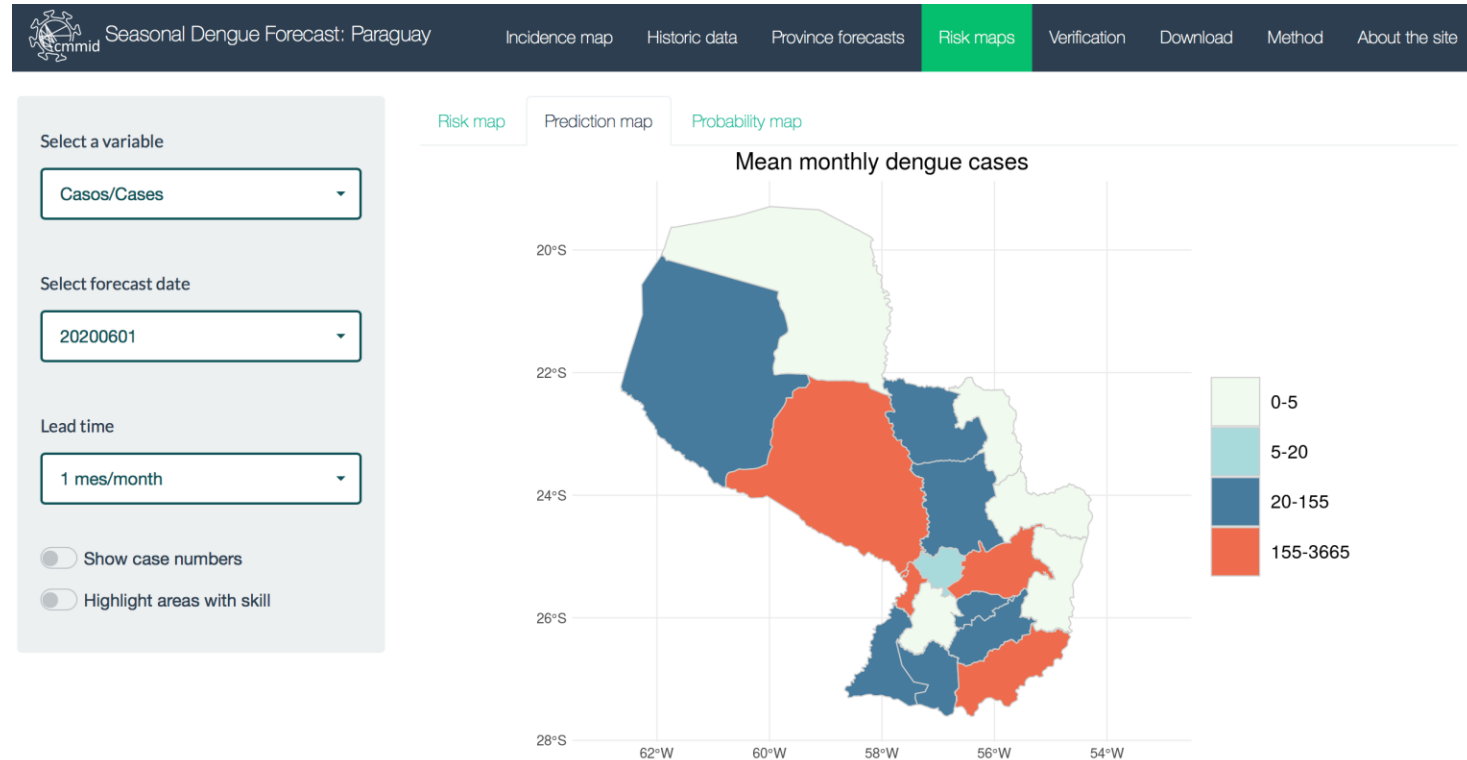 cmmid Seasonal Dengue Forecast: Paraguay Incidence map Historic data Province forecasts Risk maps Verification Download Method About the site
Risk map Prediction map Probability map
Select a variable
Casos/Cases
Select forecast date
20200601
Lead time
1 mes/month
Show case numbers
Highlight areas with skill
Mean monthly dengue cases
20°S
22°S
24°S
26°S
28°S
62°W 60°W 58°W 56°W 54°W
0-5
5-20
20-155
155-3665